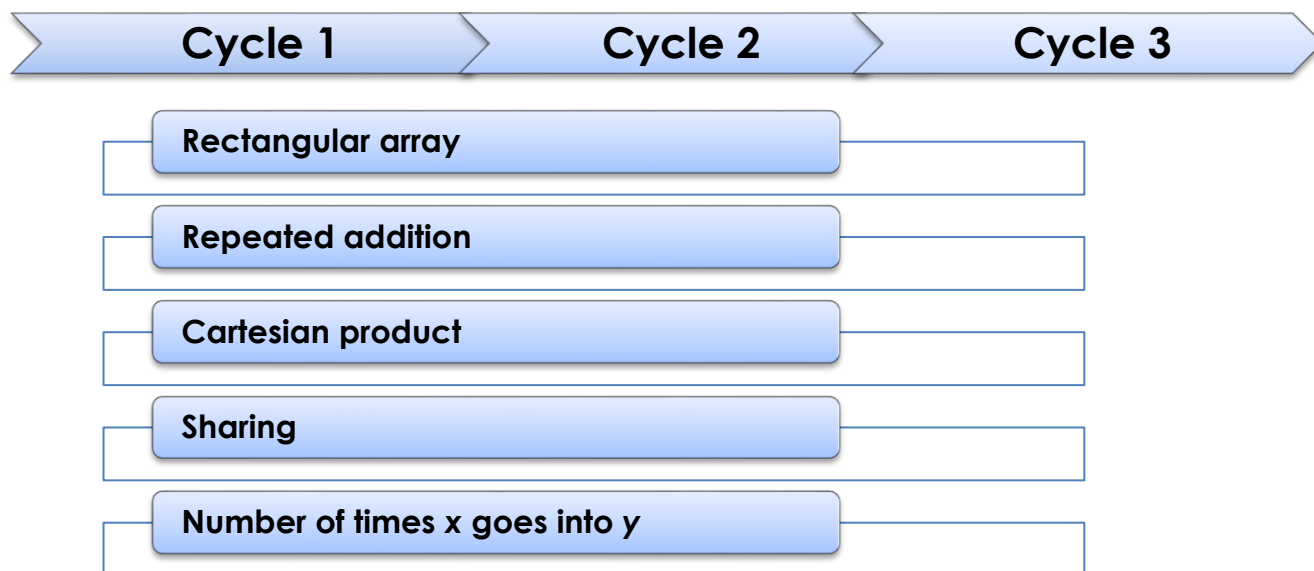 Cycle 1 Cycle 2 Cycle 3
Rectangular array
Repeated addition
Cartesian product
Sharing
Number of times x goes into y